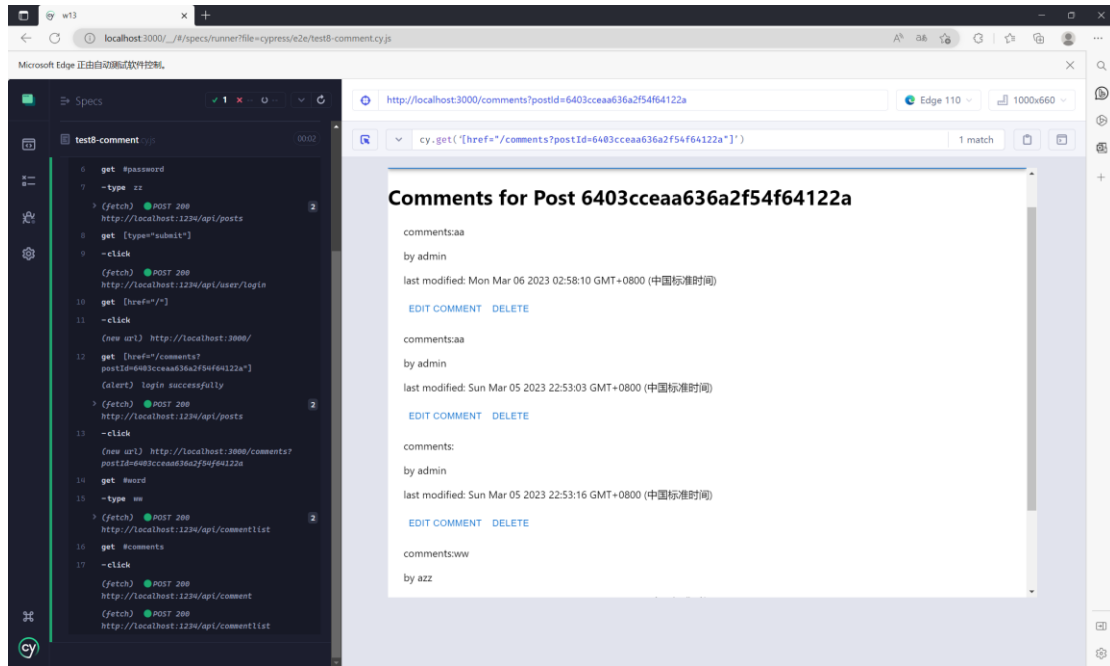 w13
localhost:3000/__/#/specs/runner?file=cypress/e2e/test8-comment.cy.js
Microsoft Edge 正由自动测试软件控制。
Specs
1
test8-comment.cy.js
00:02
6 get #password
7 -type zz
(fetch) POST 200 2
http://localhost:1234/api/posts
8 get [type="submit"]
9 -click
(fetch) POST 200
http://localhost:1234/api/user/login
10 get [href="/"]
11 -click
(new url) http://localhost:3000/
12 get [href="/comments?
postId=6403cceaa636a2f54f64122a"]
(alert) login successfully
(fetch) POST 200 2
http://localhost:1234/api/posts
13 -click
(new url) http://localhost:3000/comments?
postId=6403cceaa636a2f54f64122a
14 get #word
15 -type ww
(fetch) POST 200 2
http://localhost:1234/api/commentlist
16 get #comments
17 -click
(fetch) POST 200
http://localhost:1234/api/comment
(fetch) POST 200
http://localhost:1234/api/commentlist
cy
http://localhost:3000/comments?postId=6403cceaa636a2f54f64122a
Edge 110
1000x660
cy.get('[href="/comments?postId=6403cceaa636a2f54f64122a"]')
1 match
Comments for Post 6403cceaa636a2f54f64122a
comments:aa
by admin
last modified: Mon Mar 06 2023 02:58:10 GMT+0800 (中国标准时间)
EDIT COMMENT DELETE
comments:aa
by admin
last modified: Sun Mar 05 2023 22:53:03 GMT+0800 (中国标准时间)
EDIT COMMENT DELETE
comments:
by admin
last modified: Sun Mar 05 2023 22:53:16 GMT+0800 (中国标准时间)
EDIT COMMENT DELETE
comments:ww
by azz